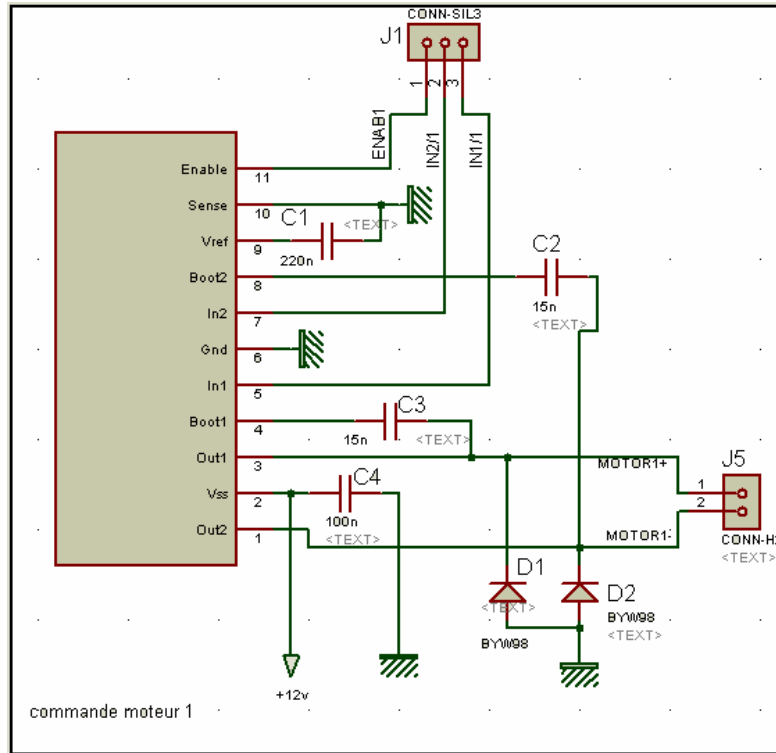 CONN-SIL3
J1
1
2
3
ENAB1
IN2/1
IN1/1
Enable
11
Sense
10
C1
<TEXT>
Vref
9
220n
C2
Boot2
8
15n
<TEXT>
In2
7
Gnd
6
In1
5
Boot1
4
C3
15n
<TEXT>
Out1
3
MOTOR1+
J5
1
2
C4
Vss
2
100n
<TEXT>
Out2
1
MOTOR1-
CONN-H
<TEXT>
D1
<TEXT>
BYW98
D2
BYW98
<TEXT>
+12v
commande moteur 1